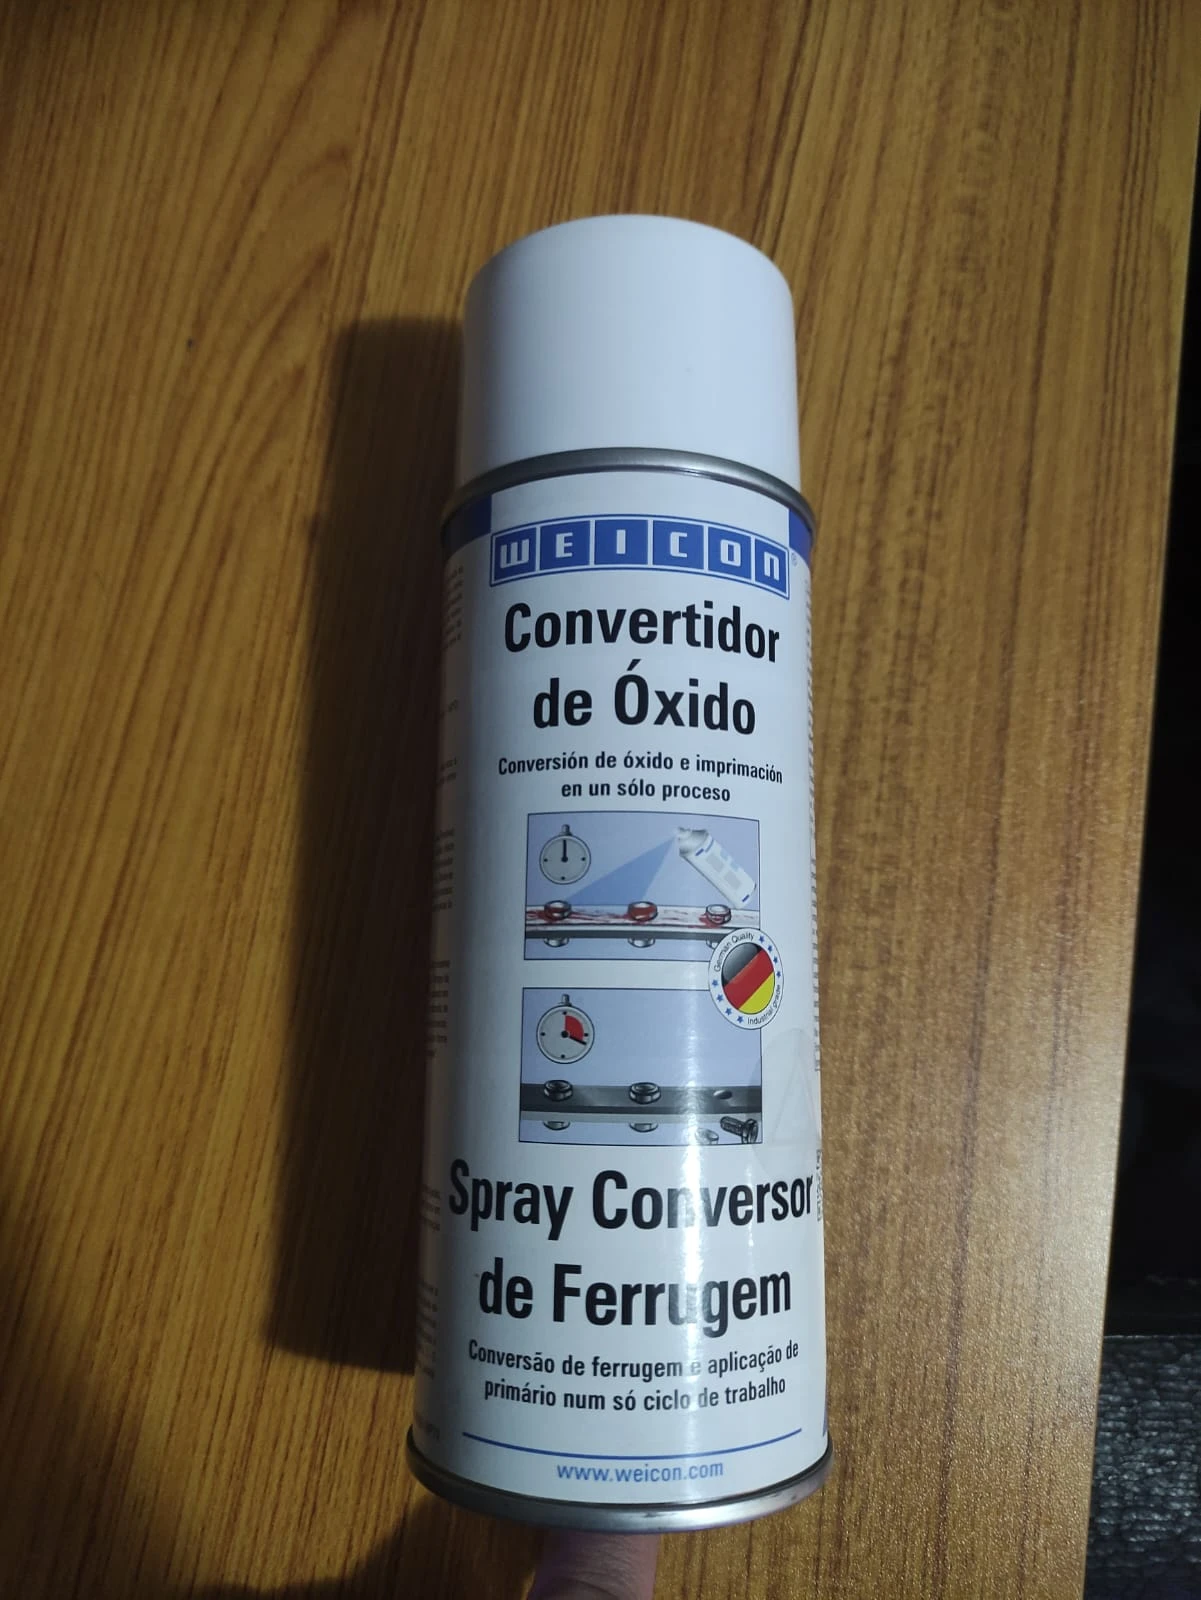 WEICON®
Convertidor
de Óxido
Conversión de óxido e imprimación
en un sólo proceso
German Quality
Industrial grade
Spray Conversor
de Ferrugem
Conversão de ferrugem e aplicação de
primário num só ciclo de trabalho
www.weicon.com